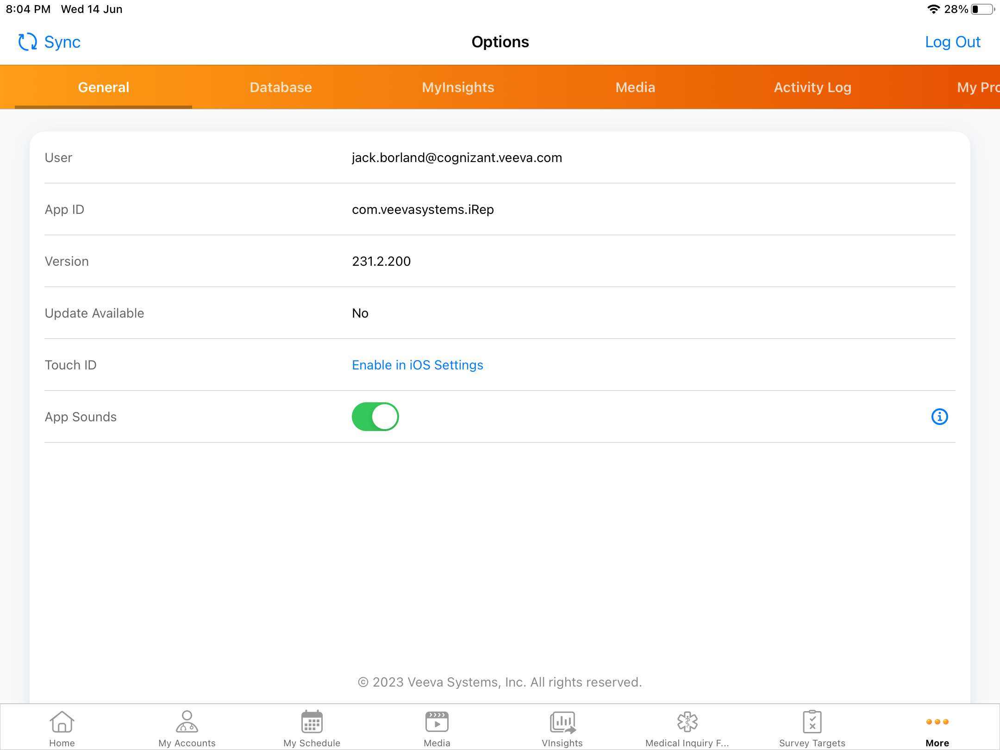 8:04 PM Wed 14 Jun 28%
Sync Options Log Out
General Database MyInsights Media Activity Log My Pro
User jack.borland@cognizant.veeva.com
App ID com.veevasystems.iRep
Version 231.2.200
Update Available No
Touch ID Enable in iOS Settings
App Sounds
© 2023 Veeva Systems, Inc. All rights reserved.
Home My Accounts My Schedule Media VInsights Medical Inquiry F... Survey Targets More